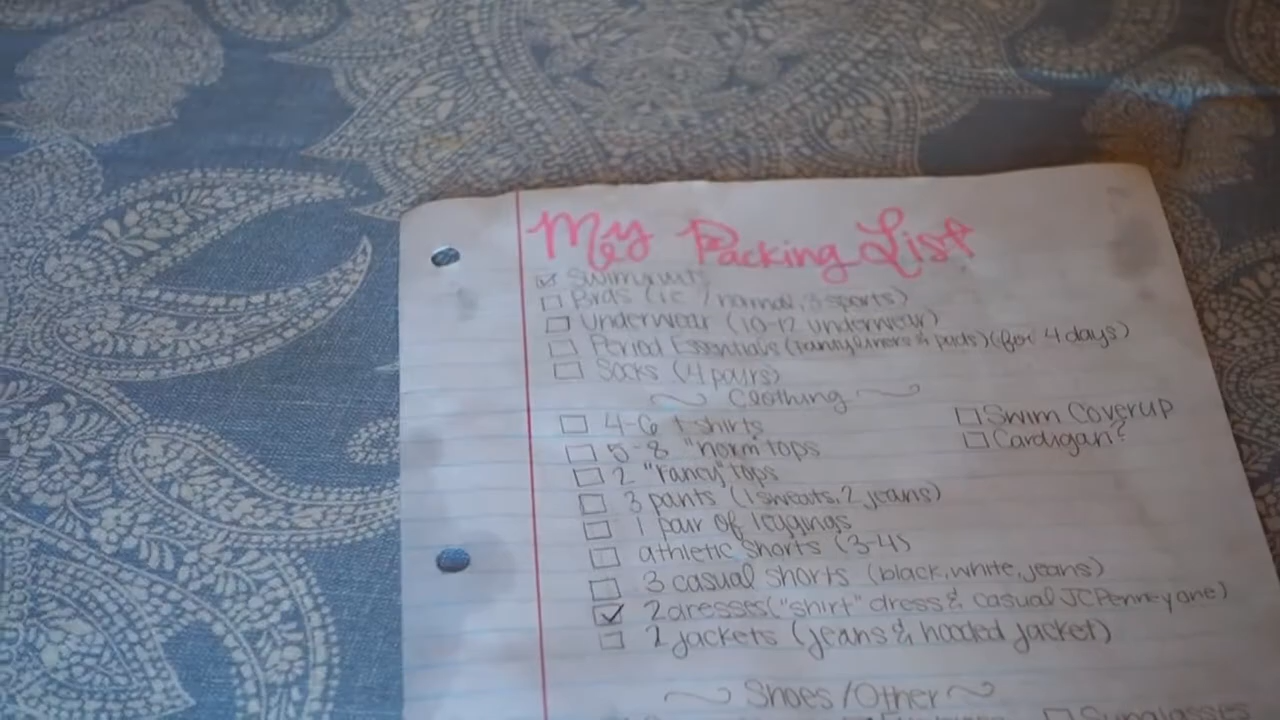 My Packing List
Swimsuits
Bras (i.e. 7 normal, 3 sports)
Underwear (10-12 underwear)
Period Essentials (pantyliners & pads) (for 4 days)
Socks (4 pairs)
Clothing
4-6 t-shirts
5-8 "norm" tops
2 "fancy" tops
3 pants (1 sweats, 2 jeans)
1 pair of leggings
athletic shorts (3-4)
3 casual shorts (black, white, jeans)
2 dresses ("shirt" dress & casual JCPenney one)
2 jackets (jeans & hooded jacket)
Swim Coverup
Cardigan?
Shoes/Other
Sunglasses